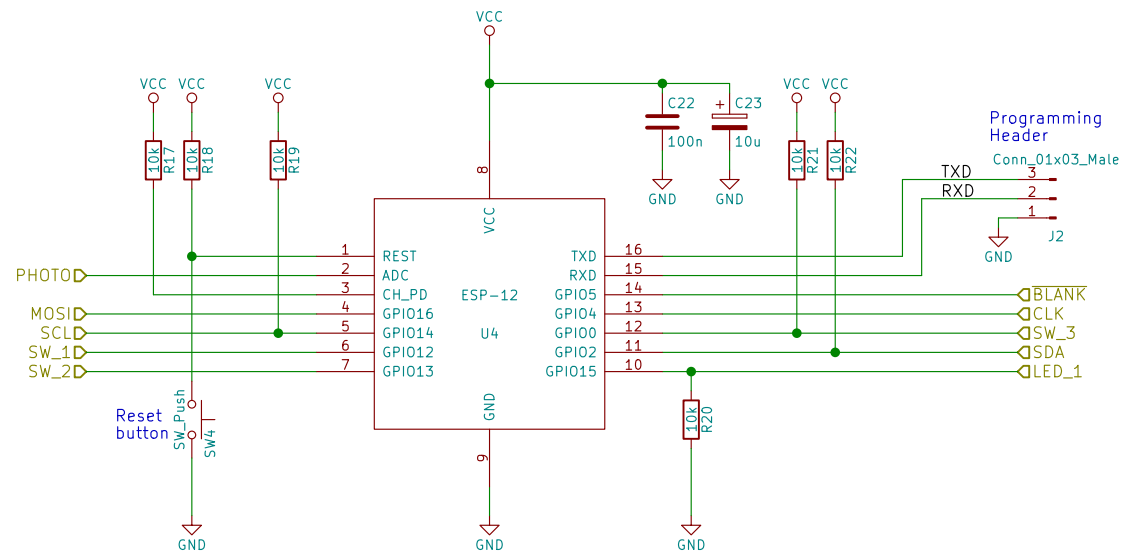 VCC
VCC
VCC
VCC
VCC
VCC
C22
100n
C23
+
10u
Programming
Header
Conn_01x03_Male
10k
R17
10k
R18
10k
R19
10k
R21
10k
R22
8
VCC
GND
GND
TXD
3
RXD
2
1
J2
GND
1
REST
TXD
16
PHOTO
2
ADC
RXD
15
3
CH_PD
ESP-12
GPIO5
14
BLANK
MOSI
4
GPIO16
GPIO4
13
CLK
SCL
5
GPIO14
U4
GPIO0
12
SW_3
SW_1
6
GPIO12
GPIO2
11
SDA
SW_2
7
GPIO13
GPIO15
10
LED_1
Reset
button
SW_Push
SW4
GND
9
10k
R20
GND
GND
GND